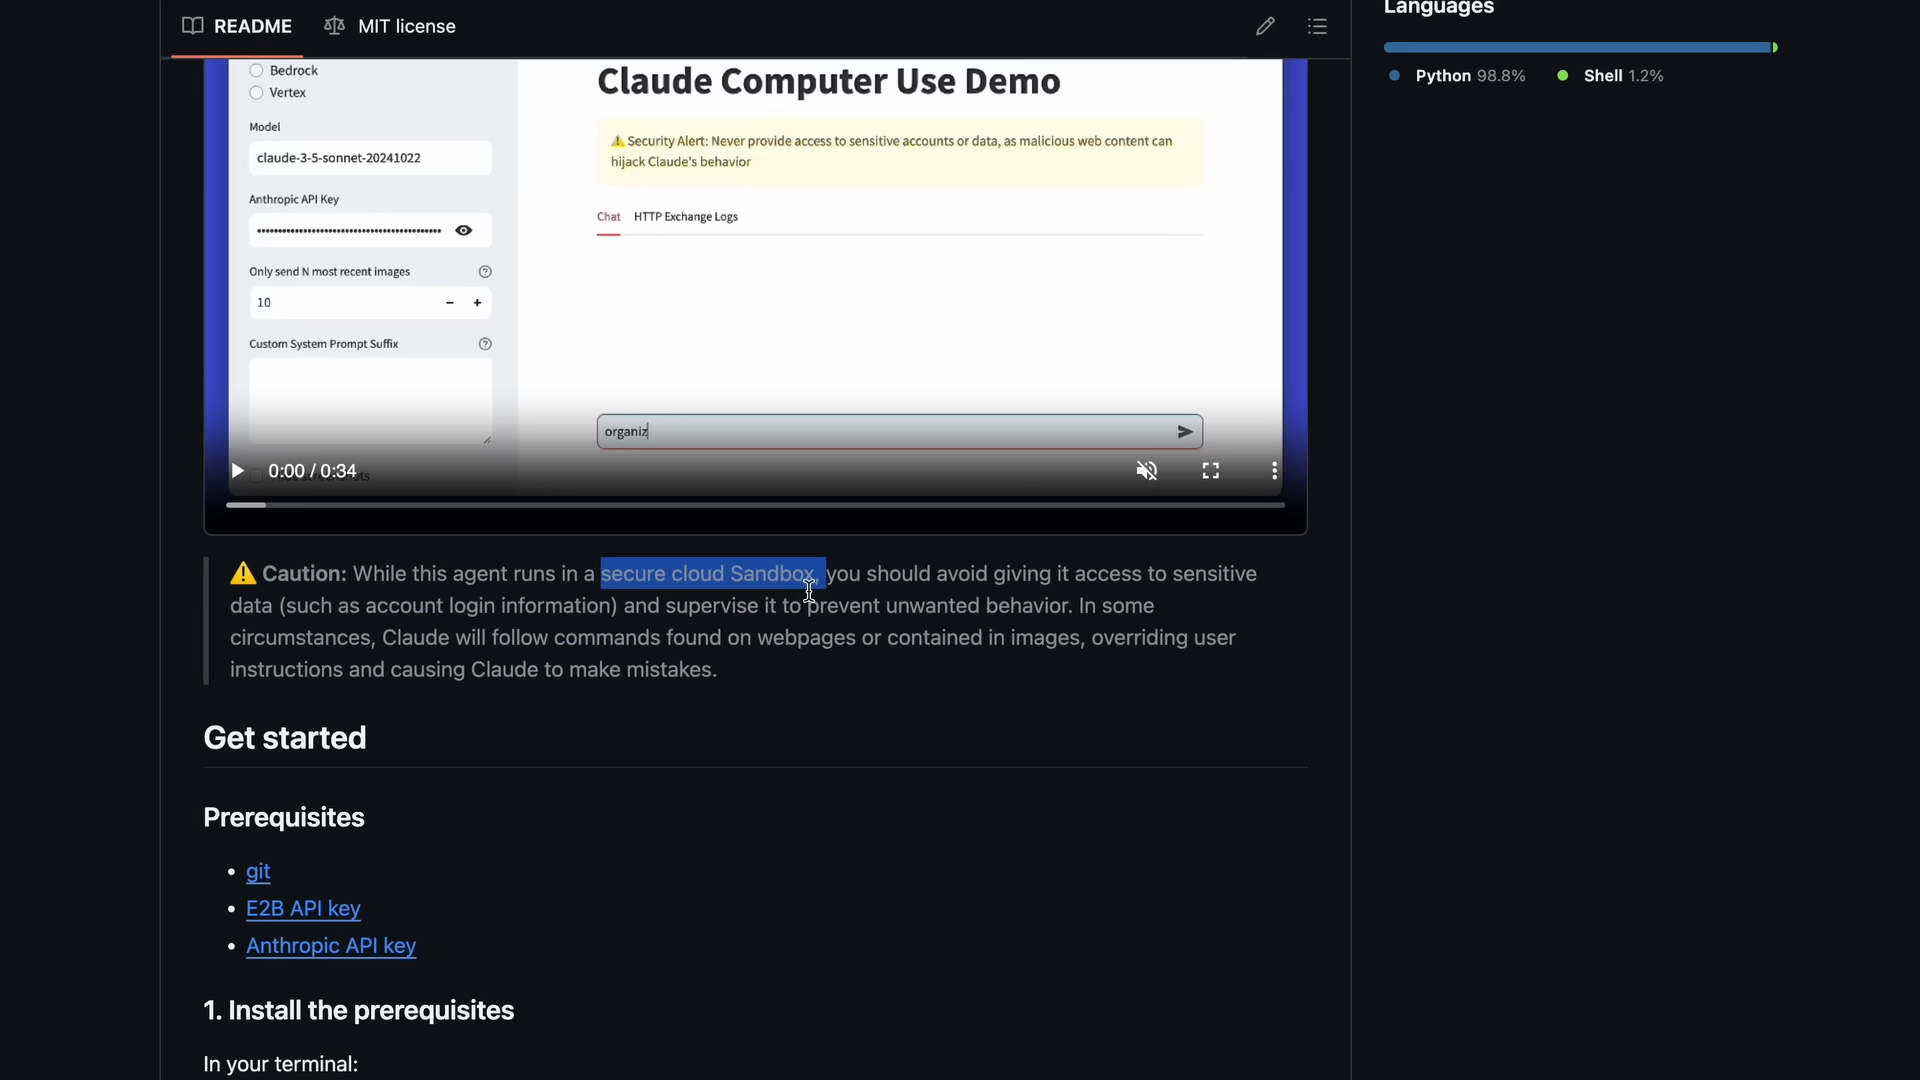 README
MIT license
Languages
Python 98.8%
Shell 1.2%
Bedrock
Vertex
Model
claude-3-5-sonnet-20241022
Anthropic API Key
Only send N most recent images
10
Custom System Prompt Suffix
Claude Computer Use Demo
⚠️ Security Alert: Never provide access to sensitive accounts or data, as malicious web content can
hijack Claude's behavior
Chat
HTTP Exchange Logs
organiz
0:00 / 0:34
⚠️ Caution: While this agent runs in a secure cloud Sandbox, you should avoid giving it access to sensitive
data (such as account login information) and supervise it to prevent unwanted behavior. In some
circumstances, Claude will follow commands found on webpages or contained in images, overriding user
instructions and causing Claude to make mistakes.
Get started
Prerequisites
• git
• E2B API key
• Anthropic API key
1. Install the prerequisites
In your terminal: